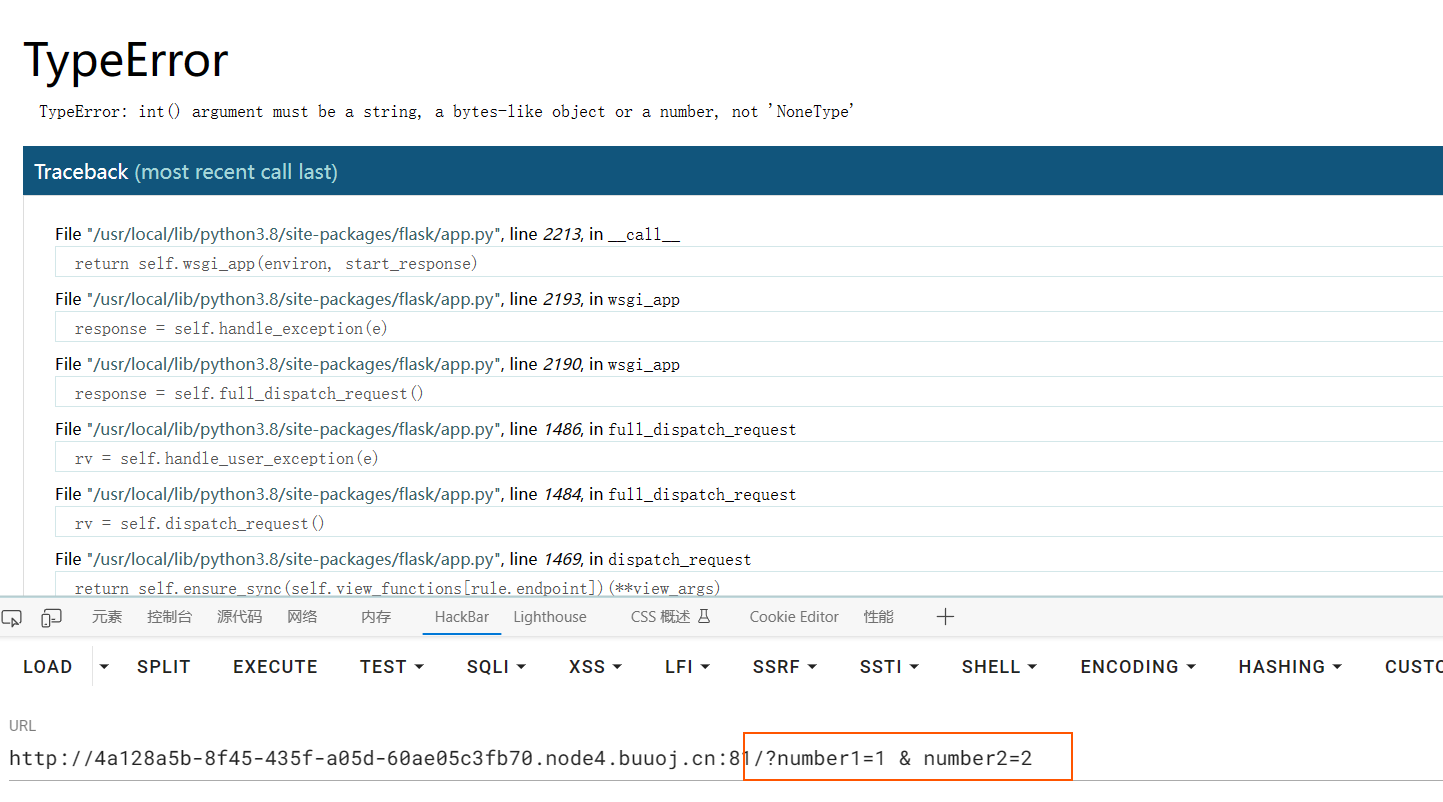 TypeError
TypeError: int() argument must be a string, a bytes-like object or a number, not 'NoneType'
Traceback (most recent call last)
File "/usr/local/lib/python3.8/site-packages/flask/app.py", line 2213, in __call__
return self.wsgi_app(environ, start_response)
File "/usr/local/lib/python3.8/site-packages/flask/app.py", line 2193, in wsgi_app
response = self.handle_exception(e)
File "/usr/local/lib/python3.8/site-packages/flask/app.py", line 2190, in wsgi_app
response = self.full_dispatch_request()
File "/usr/local/lib/python3.8/site-packages/flask/app.py", line 1486, in full_dispatch_request
rv = self.handle_user_exception(e)
File "/usr/local/lib/python3.8/site-packages/flask/app.py", line 1484, in full_dispatch_request
rv = self.dispatch_request()
File "/usr/local/lib/python3.8/site-packages/flask/app.py", line 1469, in dispatch_request
return self.ensure_sync(self.view_functions[rule.endpoint])(**view_args)
元素 控制台 源代码 网络 内存 HackBar Lighthouse CSS 概述 Cookie Editor 性能
LOAD SPLIT EXECUTE TEST SQLI XSS LFI SSRF SSTI SHELL ENCODING HASHING CUSTO
URL
http://4a128a5b-8f45-435f-a05d-60ae05c3fb70.node4.buuoj.cn:81/?number1=1 & number2=2